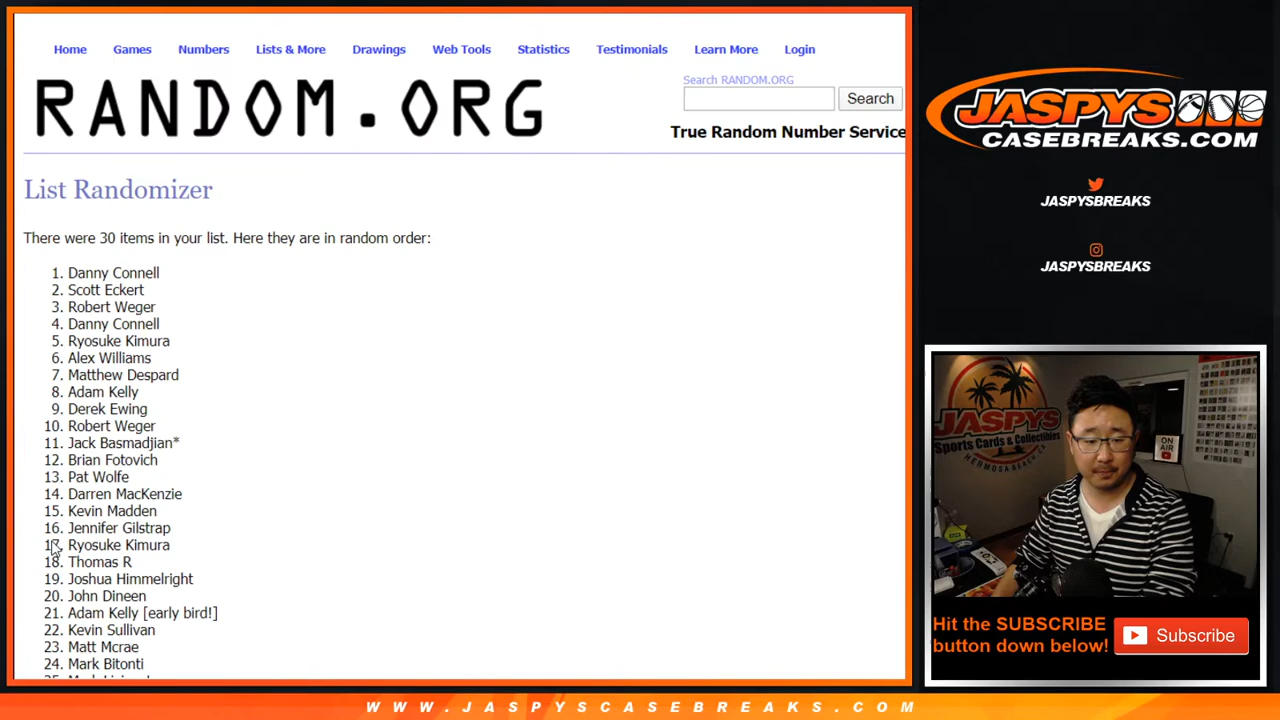 Home Games Numbers Lists & More Drawings Web Tools Statistics Testimonials Learn More Login
RANDOM.ORG
Search RANDOM.ORG
Search
True Random Number Service
List Randomizer
There were 30 items in your list. Here they are in random order:
1. Danny Connell
2. Scott Eckert
3. Robert Weger
4. Danny Connell
5. Ryosuke Kimura
6. Alex Williams
7. Matthew Despard
8. Adam Kelly
9. Derek Ewing
10. Robert Weger
11. Jack Basmadjian*
12. Brian Fotovich
13. Pat Wolfe
14. Darren MacKenzie
15. Kevin Madden
16. Jennifer Gilstrap
17. Ryosuke Kimura
18. Thomas R
19. Joshua Himmelright
20. John Dineen
21. Adam Kelly [early bird!]
22. Kevin Sullivan
23. Matt Mcrae
24. Mark Bitonti
JASPYS
CASEBREAKS.COM
JASPYSBREAKS
JASPYSBREAKS
JASPYS
Sports Cards & Collectibles
HERMOSA BEACH, CA
ON AIR
Hit the SUBSCRIBE
button down below!
Subscribe
WWW.JASPYSCASEBREAKS.COM